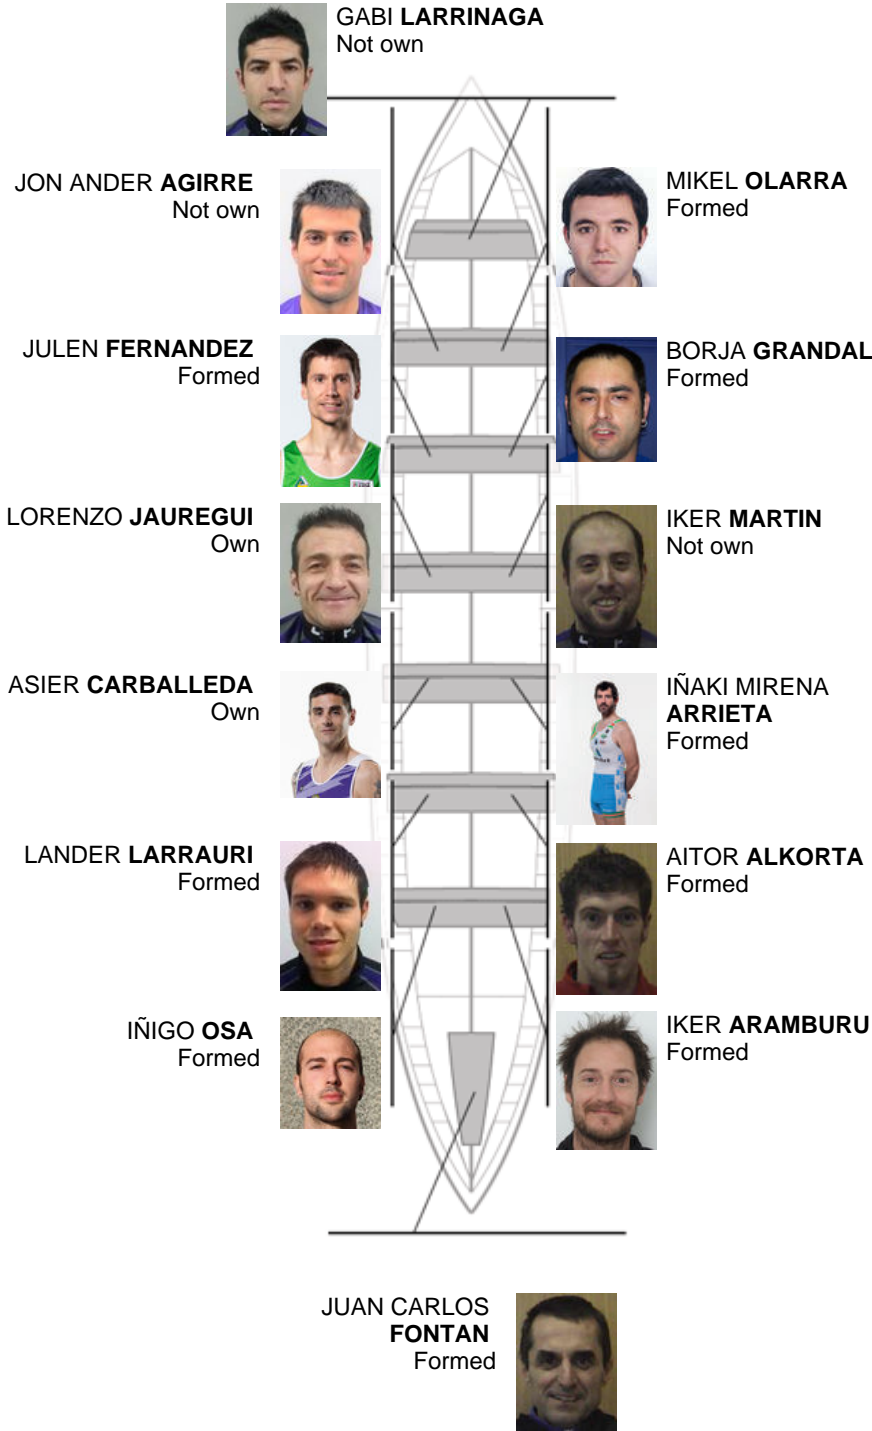 GABI LARRINAGA
Not own
JON ANDER AGIRRE
Not own
MIKEL OLARRA
Formed
JULEN FERNANDEZ
Formed
BORJA GRANDAL
Formed
LORENZO JAUREGUI
Own
IKER MARTIN
Not own
ASIER CARBALLEDA
Own
IÑAKI MIRENA
ARRIETA
Formed
LANDER LARRAURI
Formed
AITOR ALKORTA
Formed
IÑIGO OSA
Formed
IKER ARAMBURU
Formed
JUAN CARLOS
FONTAN
Formed